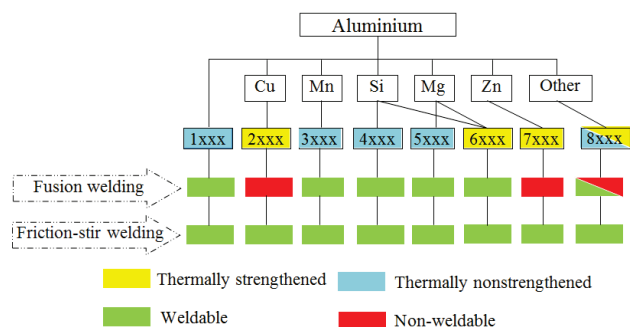 Aluminium
Cu Mn Si Mg Zn Other
1xxx 2xxx 3xxx 4xxx 5xxx 6xxx 7xxx 8xxx
Fusion welding
Friction-stir welding
Thermally strengthened
Thermally nonstrengthened
Weldable
Non-weldable